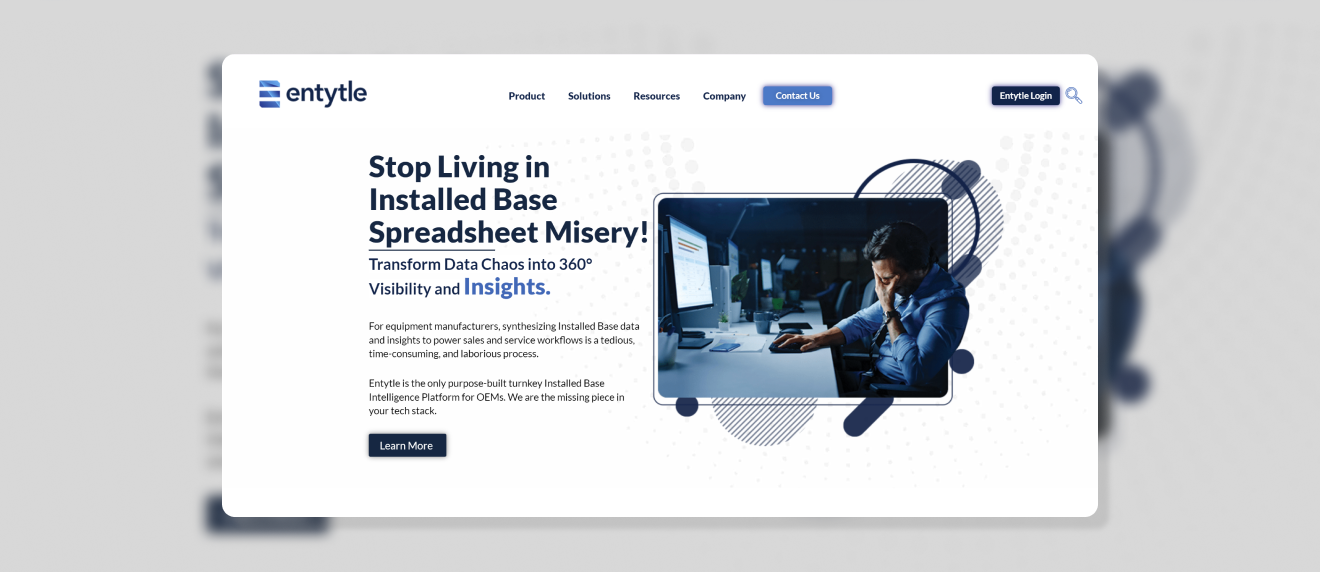 entytle
Product
Solutions
Resources
Company
Contact Us
Entytle Login
Stop Living in
Installed Base
Spreadsheet Misery!
Transform Data Chaos into 360°
Visibility and Insights.
For equipment manufacturers, synthesizing Installed Base data
and insights to power sales and service workflows is a tedious,
time-consuming, and laborious process.
Entytle is the only purpose-built turnkey Installed Base
Intelligence Platform for OEMs. We are the missing piece in
your tech stack.
Learn More